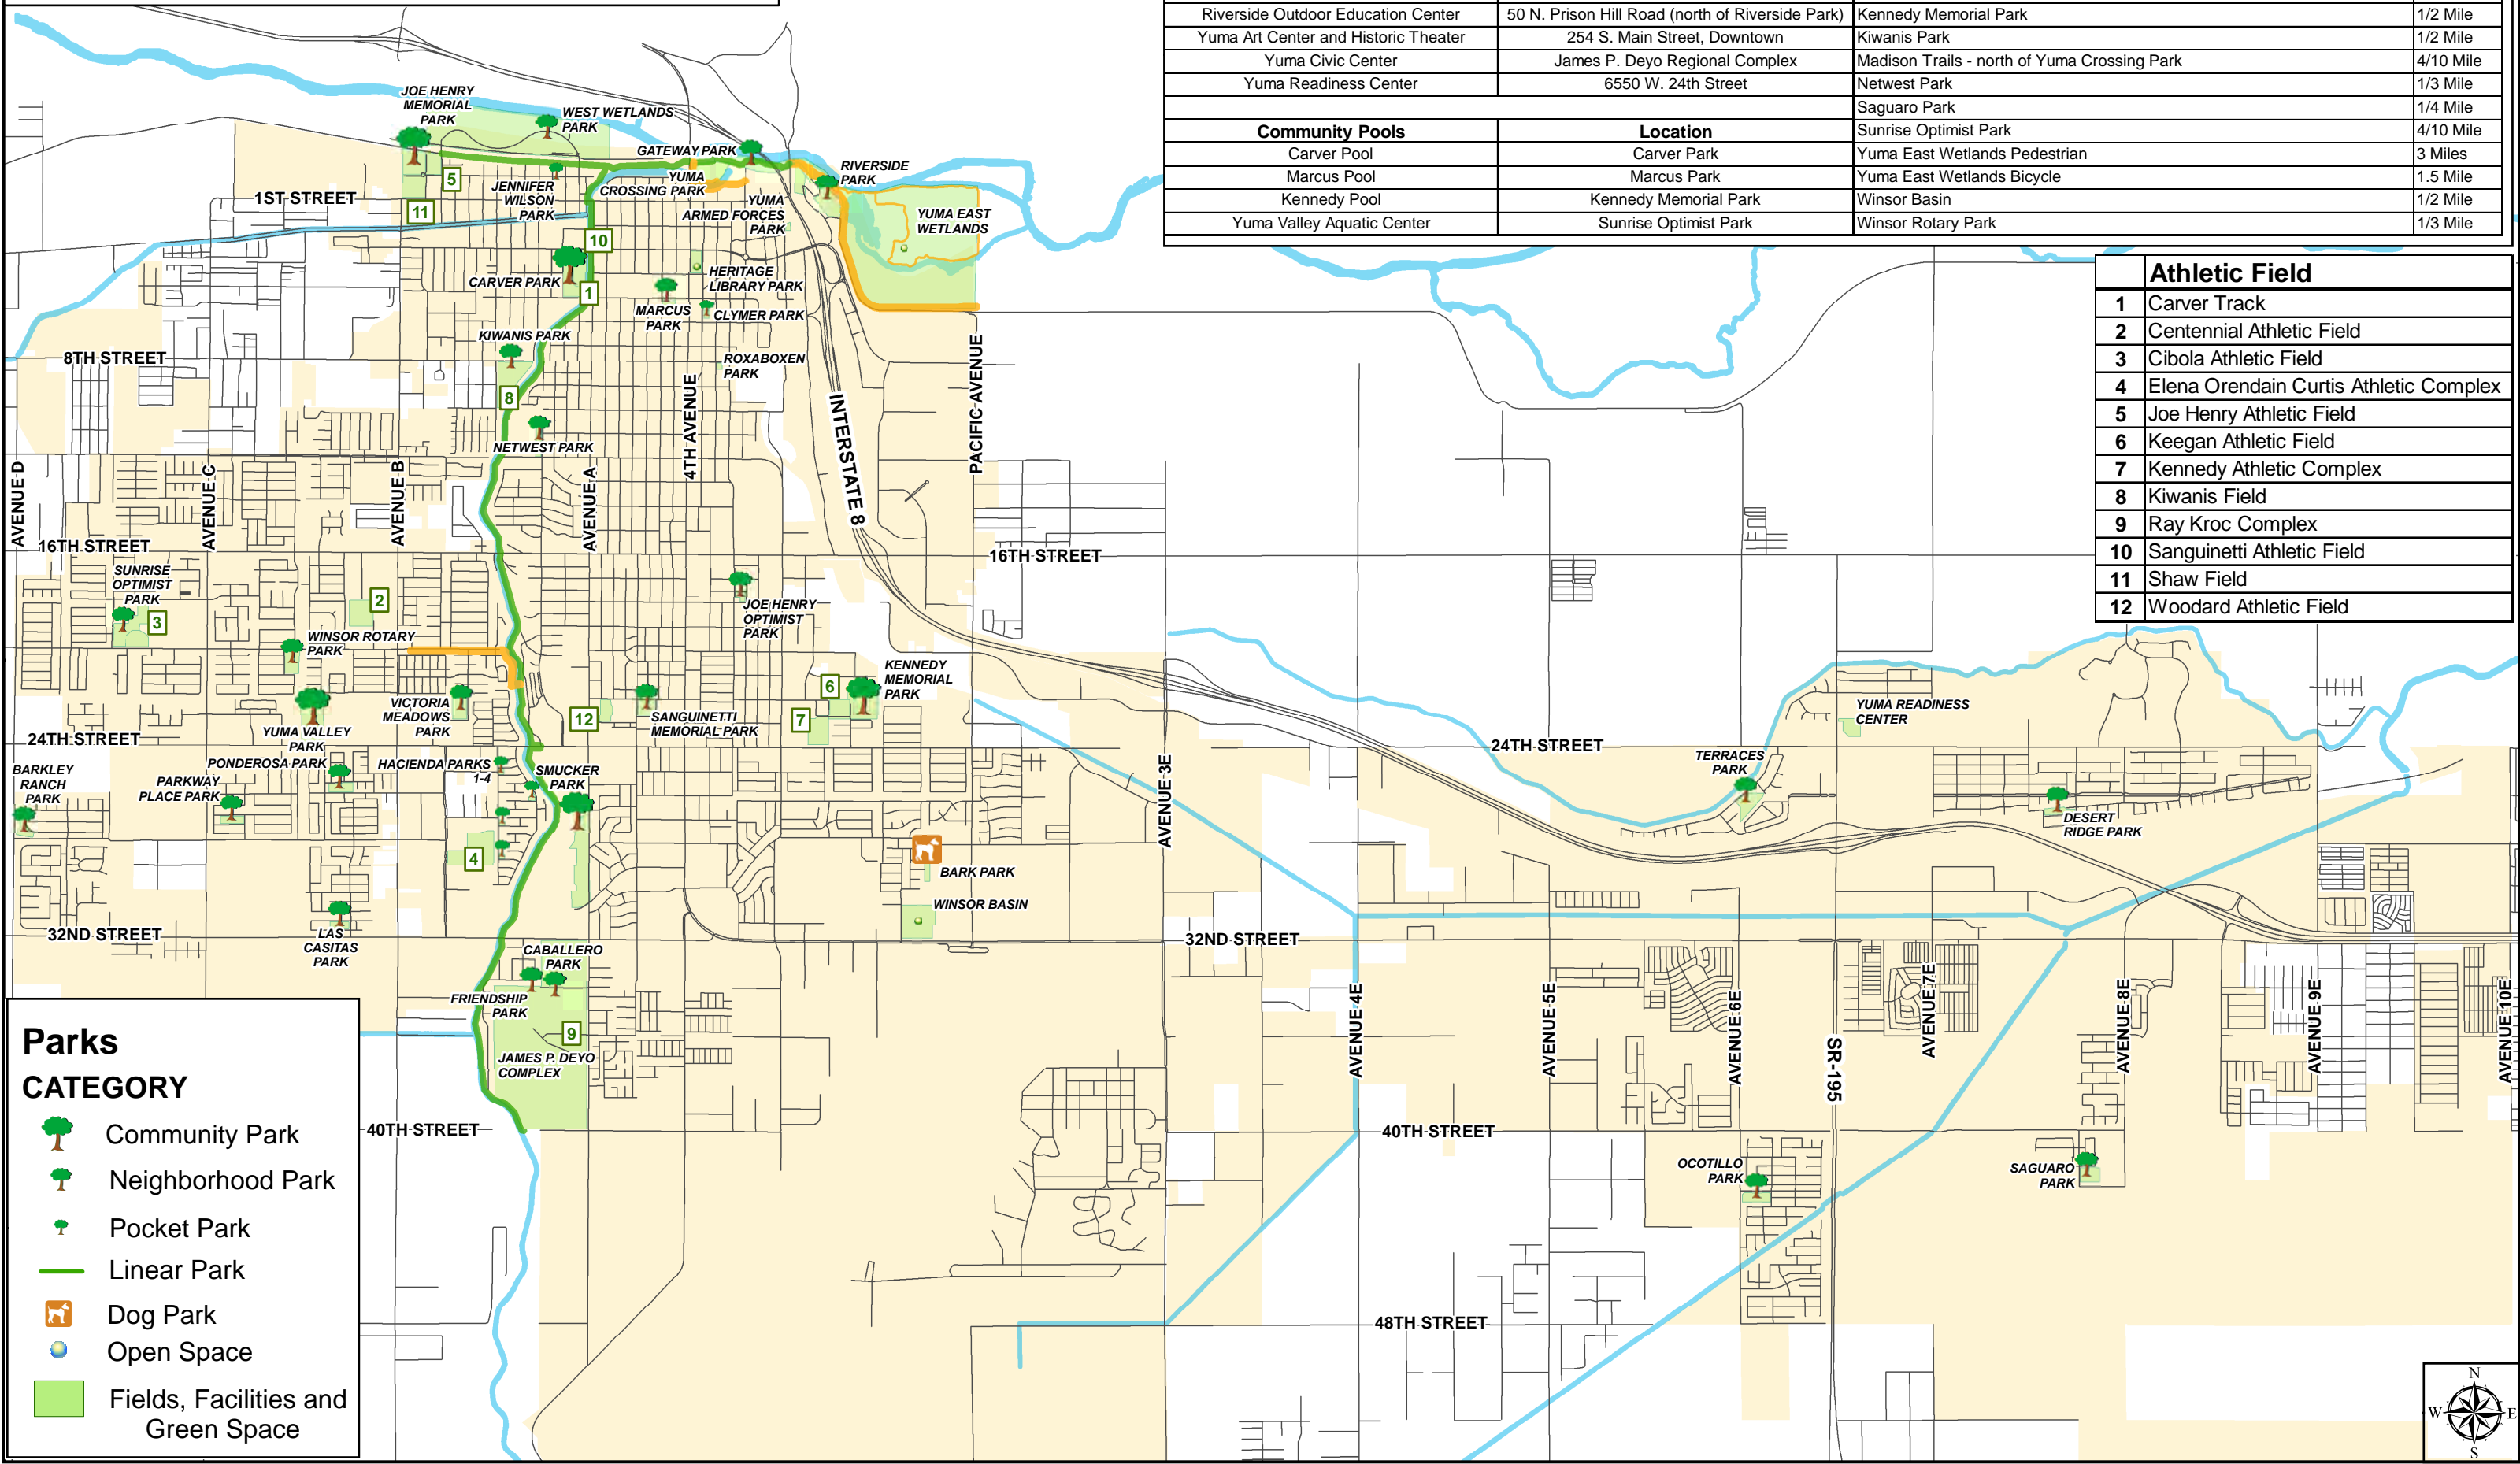 Riverside Outdoor Education Center 50 N. Prison Hill Road (north of Riverside Park) Kennedy Memorial Park 1/2 Mile
Yuma Art Center and Historic Theater 254 S. Main Street, Downtown Kiwanis Park 1/2 Mile
Yuma Civic Center James P. Deyo Regional Complex Madison Trails - north of Yuma Crossing Park 4/10 Mile
Yuma Readiness Center 6550 W. 24th Street Netwest Park 1/3 Mile
Saguaro Park 1/4 Mile
Community Pools Location Sunrise Optimist Park 4/10 Mile
Carver Pool Carver Park Yuma East Wetlands Pedestrian 3 Miles
Marcus Pool Marcus Park Yuma East Wetlands Bicycle 1.5 Mile
Kennedy Pool Kennedy Memorial Park Winsor Basin 1/2 Mile
Yuma Valley Aquatic Center Sunrise Optimist Park Winsor Rotary Park 1/3 Mile
Athletic Field
1 Carver Track
2 Centennial Athletic Field
3 Cibola Athletic Field
4 Elena Orendain Curtis Athletic Complex
5 Joe Henry Athletic Field
6 Keegan Athletic Field
7 Kennedy Athletic Complex
8 Kiwanis Field
9 Ray Kroc Complex
10 Sanguinetti Athletic Field
11 Shaw Field
12 Woodard Athletic Field
JOE HENRY
MEMORIAL
PARK
WEST WETLANDS
PARK
GATEWAY PARK
RIVERSIDE
PARK
YUMA
CROSSING PARK
5
JENNIFER
WILSON
PARK
1ST STREET
11
YUMA
ARMED FORCES
PARK
YUMA EAST
WETLANDS
10
CARVER PARK
HERITAGE
LIBRARY PARK
1
MARCUS
PARK
CLYMER PARK
KIWANIS PARK
8TH STREET
ROXABOXEN
PARK
8
NETWEST PARK
AVENUE D
AVENUE C
AVENUE B
AVENUE A
4TH AVENUE
INTERSTATE 8
PACIFIC AVENUE
16TH STREET
16TH STREET
SUNRISE
OPTIMIST
PARK
3
2
JOE HENRY
OPTIMIST
PARK
WINSOR ROTARY
PARK
KENNEDY
MEMORIAL
PARK
6
VICTORIA
MEADOWS
PARK
12
SANGUINETTI
MEMORIAL PARK
7
YUMA VALLEY
PARK
YUMA READINESS
CENTER
24TH STREET
24TH STREET
BARKLEY
RANCH
PARK
PARKWAY
PLACE PARK
PONDEROSA PARK
HACIENDA PARKS
1-4
SMUCKER
PARK
AVENUE 3E
TERRACES
PARK
DESERT
RIDGE PARK
4
BARK PARK
WINSOR BASIN
LAS
CASITAS
PARK
32ND STREET
32ND STREET
CABALLERO
PARK
FRIENDSHIP
PARK
9
JAMES P. DEYO
COMPLEX
AVENUE 4E
AVENUE 5E
AVENUE 6E
SR-195
AVENUE 7E
AVENUE 8E
AVENUE 9E
AVENUE 10E
40TH STREET
40TH STREET
OCOTILLO
PARK
SAGUARO
PARK
48TH STREET
Parks
CATEGORY
Community Park
Neighborhood Park
Pocket Park
Linear Park
Dog Park
Open Space
Fields, Facilities and
Green Space
N
W
E
S